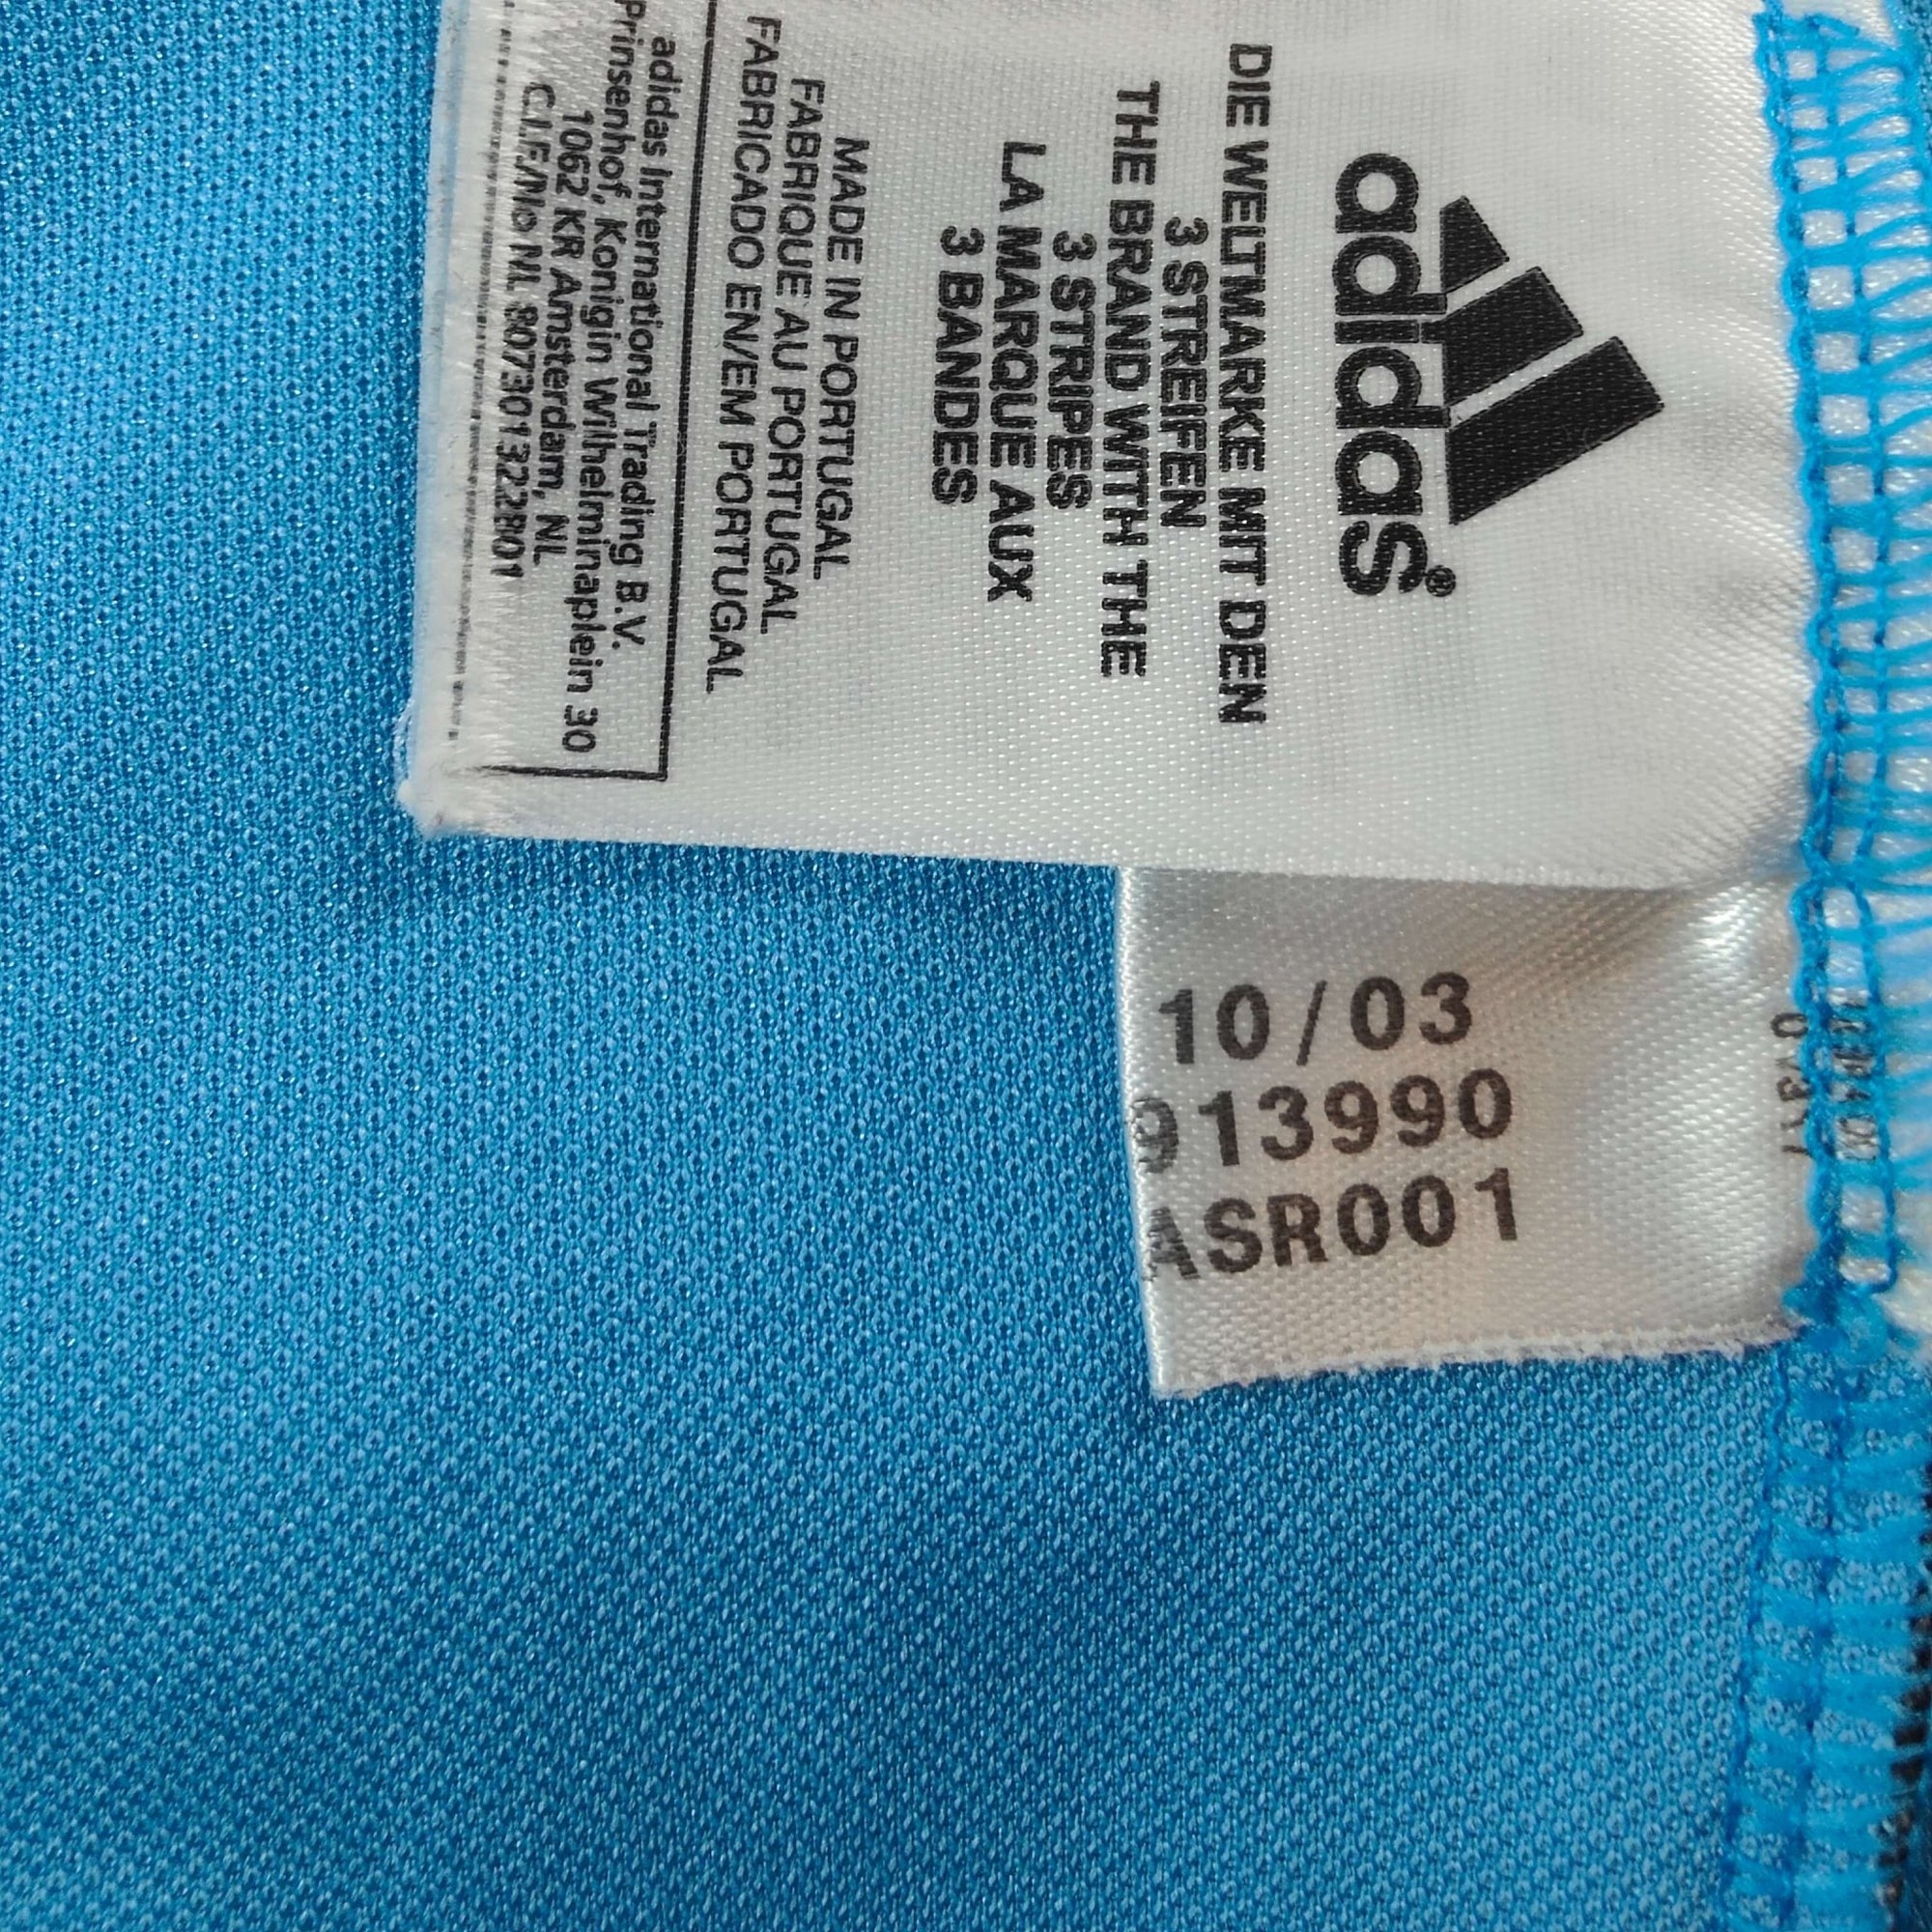 adidas®
DIE WELTMARKE MIT DEN
3 STREIFEN
THE BRAND WITH THE
3 STRIPES
LA MARQUE AUX
3 BANDES
MADE IN PORTUGAL
FABRIQUE AU PORTUGAL
FABRICADO EN/EM PORTUGAL
adidas International Trading B.V.
Prinsenhof, Konigin Wilhelminaplein 30
1062 KR Amsterdam, NL
NL 8073301322B01
10/03
913990
ASR001